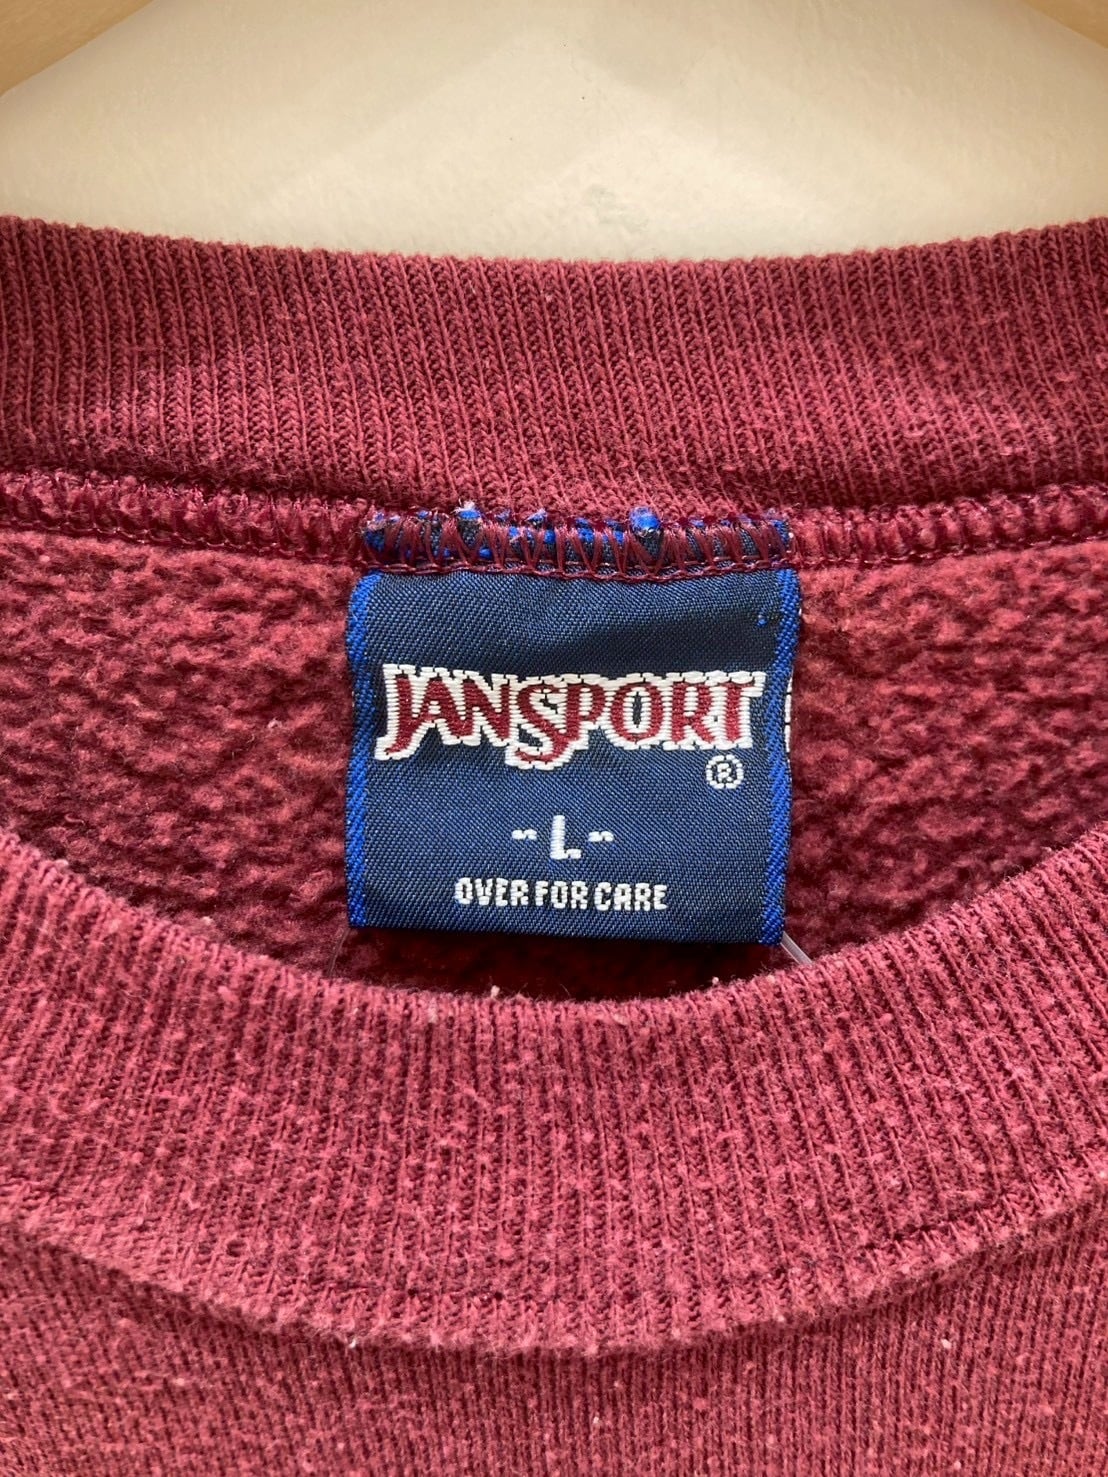 JANSPORT
®
-L-
OVER FOR CARE